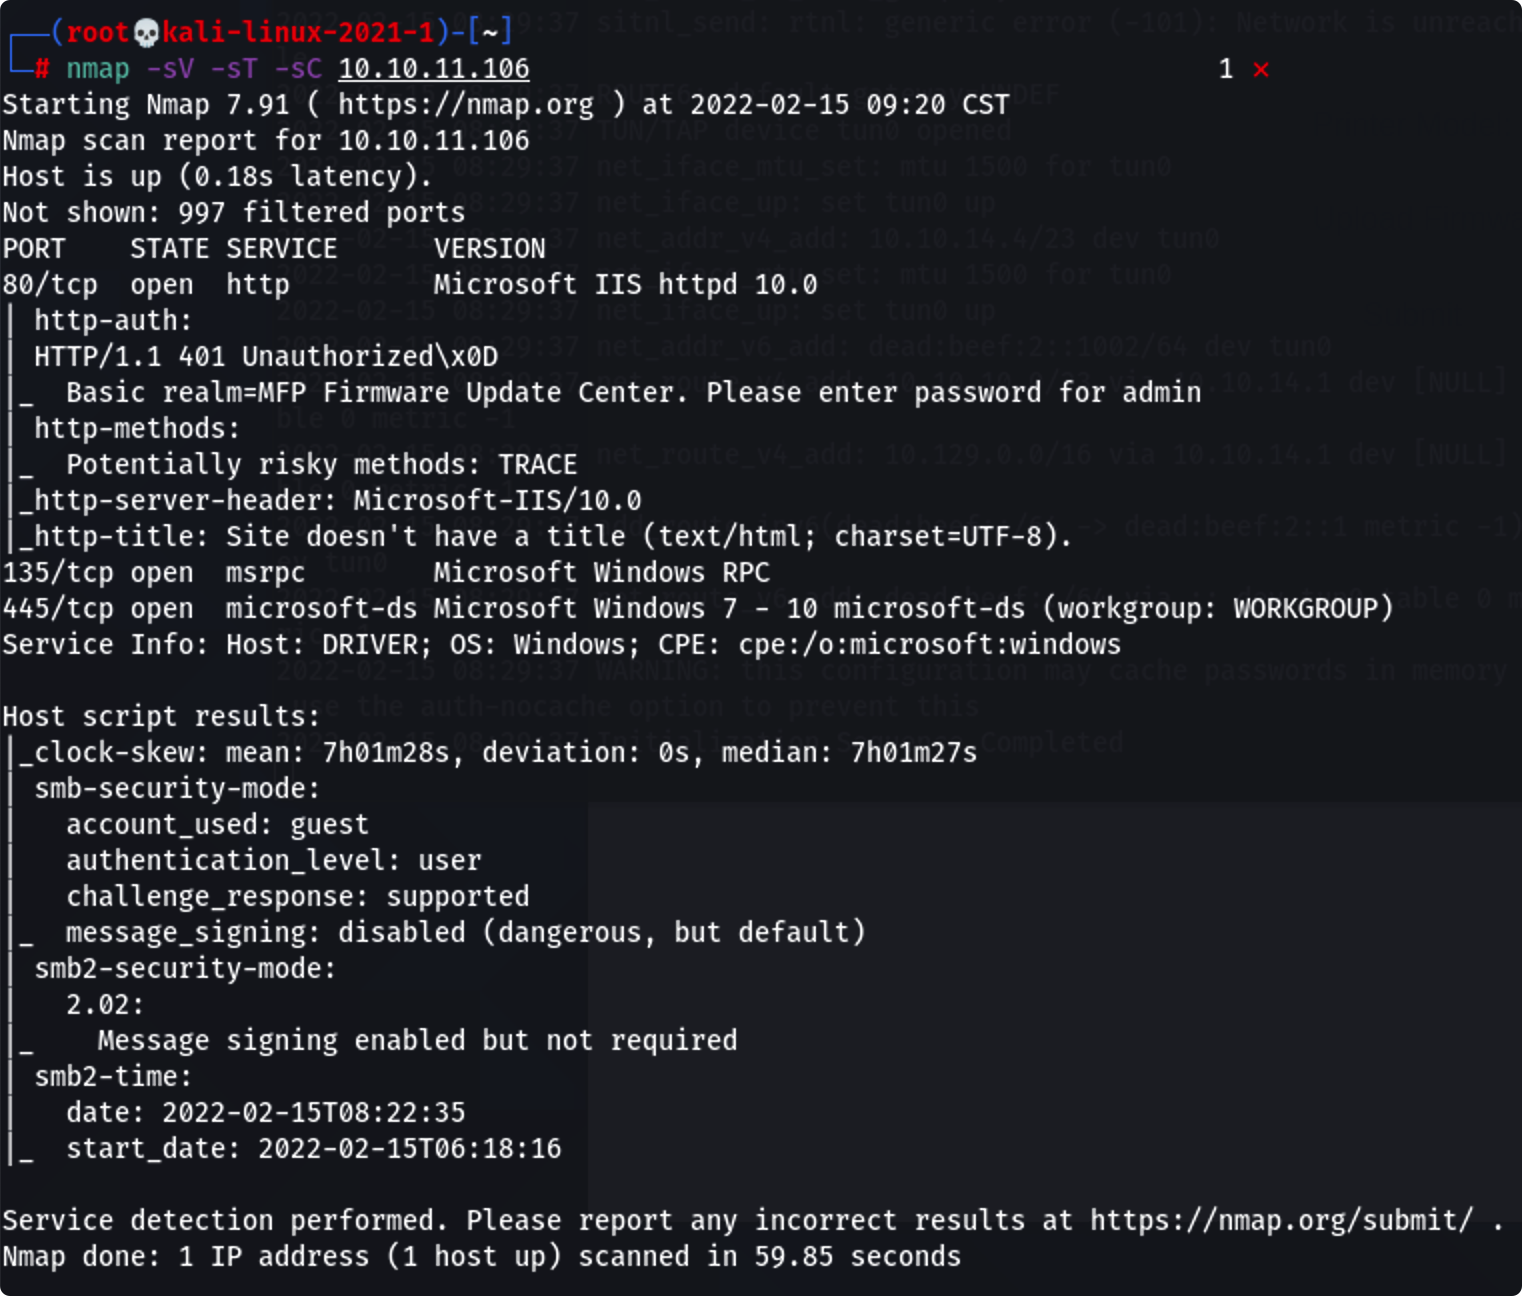 ┌──(root💀kali-linux-2021-1)-[~]
└─# nmap -sV -sT -sC 10.10.11.106 1 ⨯
Starting Nmap 7.91 ( https://nmap.org ) at 2022-02-15 09:20 CST
Nmap scan report for 10.10.11.106
Host is up (0.18s latency).
Not shown: 997 filtered ports
PORT    STATE SERVICE      VERSION
80/tcp  open  http         Microsoft IIS httpd 10.0
| http-auth:
| HTTP/1.1 401 Unauthorized\x0D
|_  Basic realm=MFP Firmware Update Center. Please enter password for admin
| http-methods:
|_  Potentially risky methods: TRACE
|_http-server-header: Microsoft-IIS/10.0
|_http-title: Site doesn't have a title (text/html; charset=UTF-8).
135/tcp open  msrpc        Microsoft Windows RPC
445/tcp open  microsoft-ds Microsoft Windows 7 - 10 microsoft-ds (workgroup: WORKGROUP)
Service Info: Host: DRIVER; OS: Windows; CPE: cpe:/o:microsoft:windows

Host script results:
|_clock-skew: mean: 7h01m28s, deviation: 0s, median: 7h01m27s
| smb-security-mode:
|   account_used: guest
|   authentication_level: user
|   challenge_response: supported
|_  message_signing: disabled (dangerous, but default)
| smb2-security-mode:
|   2.02:
|_    Message signing enabled but not required
| smb2-time:
|   date: 2022-02-15T08:22:35
|_  start_date: 2022-02-15T06:18:16

Service detection performed. Please report any incorrect results at https://nmap.org/submit/ .
Nmap done: 1 IP address (1 host up) scanned in 59.85 seconds